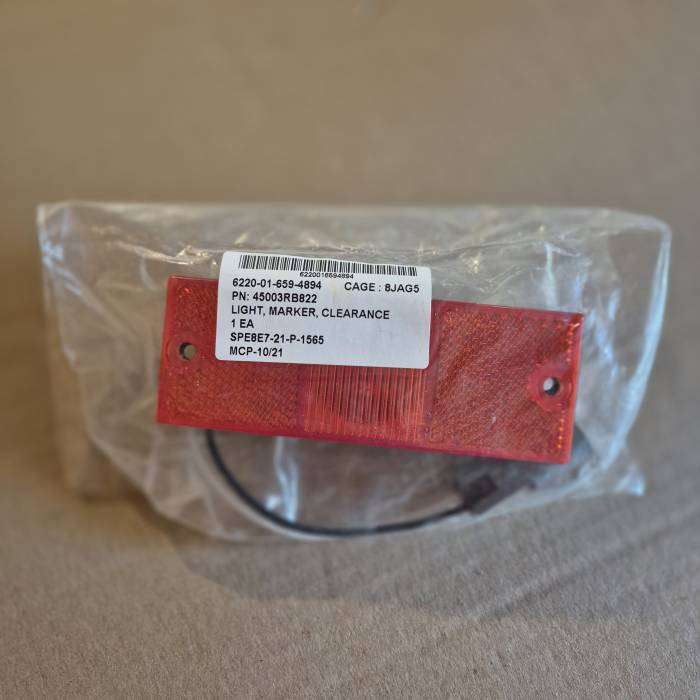 6220016594894
6220-01-659-4894 CAGE : 8JAG5
PN: 45003RB822
LIGHT, MARKER, CLEARANCE
1 EA
SPE8E7-21-P-1565
MCP-10/21